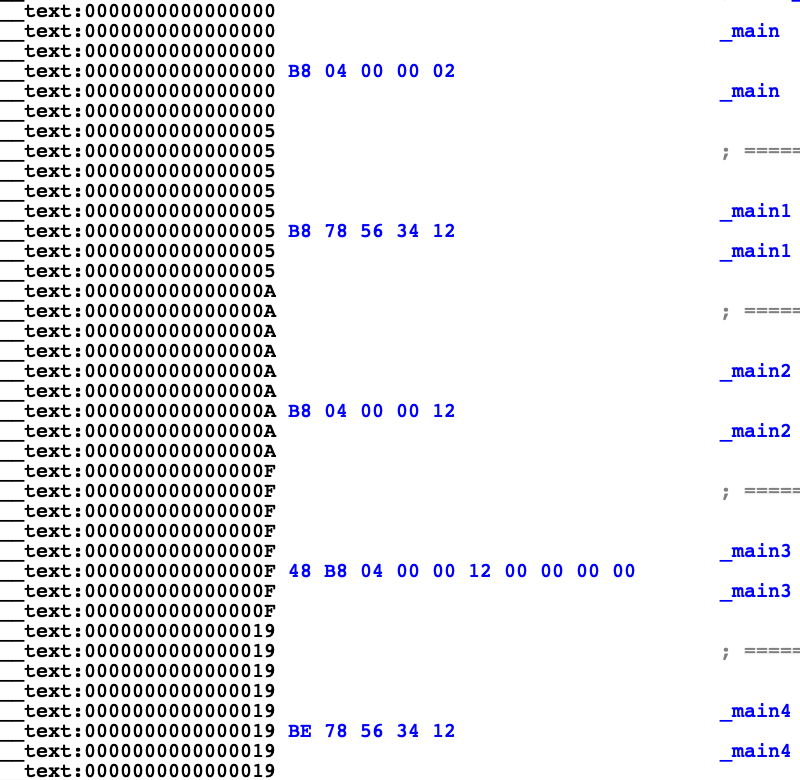 __text:0000000000000000
__text:0000000000000000 _main
__text:0000000000000000
__text:0000000000000000 B8 04 00 00 02
__text:0000000000000000 _main
__text:0000000000000000
__text:0000000000000005
__text:0000000000000005 ; =====
__text:0000000000000005
__text:0000000000000005
__text:0000000000000005 _main1
__text:0000000000000005 B8 78 56 34 12
__text:0000000000000005 _main1
__text:0000000000000005
__text:000000000000000A
__text:000000000000000A ; =====
__text:000000000000000A
__text:000000000000000A
__text:000000000000000A _main2
__text:000000000000000A
__text:000000000000000A B8 04 00 00 12
__text:000000000000000A _main2
__text:000000000000000A
__text:000000000000000F
__text:000000000000000F ; =====
__text:000000000000000F
__text:000000000000000F
__text:000000000000000F _main3
__text:000000000000000F 48 B8 04 00 00 12 00 00 00 00
__text:000000000000000F _main3
__text:000000000000000F
__text:0000000000000019
__text:0000000000000019 ; =====
__text:0000000000000019
__text:0000000000000019
__text:0000000000000019 _main4
__text:0000000000000019 BE 78 56 34 12
__text:0000000000000019 _main4
__text:0000000000000019